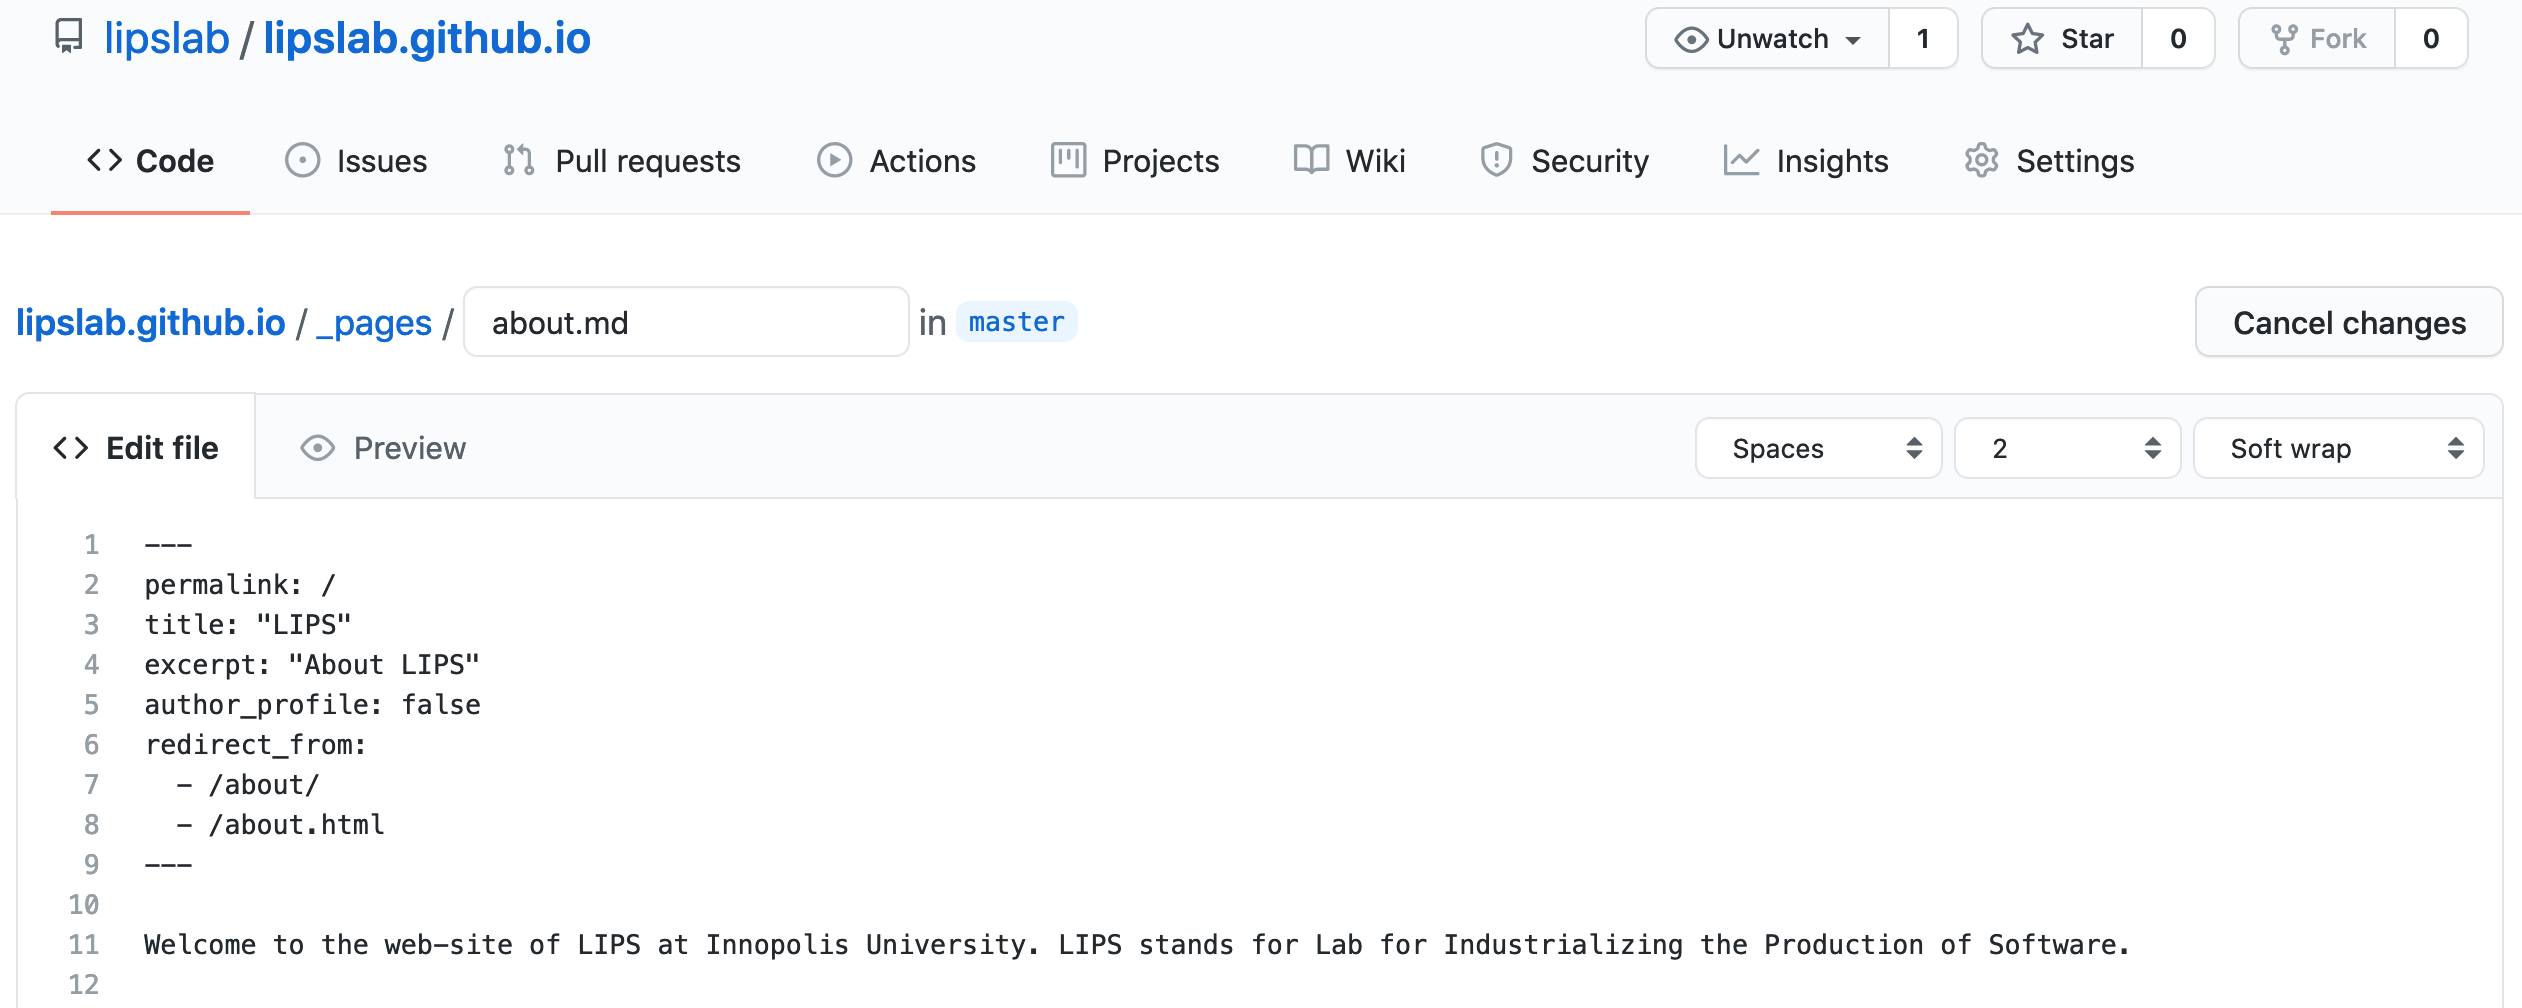 lipslab / lipslab.github.io
Unwatch 1 Star 0 Fork 0
Code Issues Pull requests Actions Projects Wiki Security Insights Settings
lipslab.github.io / _pages / about.md in master Cancel changes
Edit file Preview Spaces 2 Soft wrap
1 ---
2 permalink: /
3 title: "LIPS"
4 excerpt: "About LIPS"
5 author_profile: false
6 redirect_from:
7   - /about/
8   - /about.html
9 ---
10
11 Welcome to the web-site of LIPS at Innopolis University. LIPS stands for Lab for Industrializing the Production of Software.
12